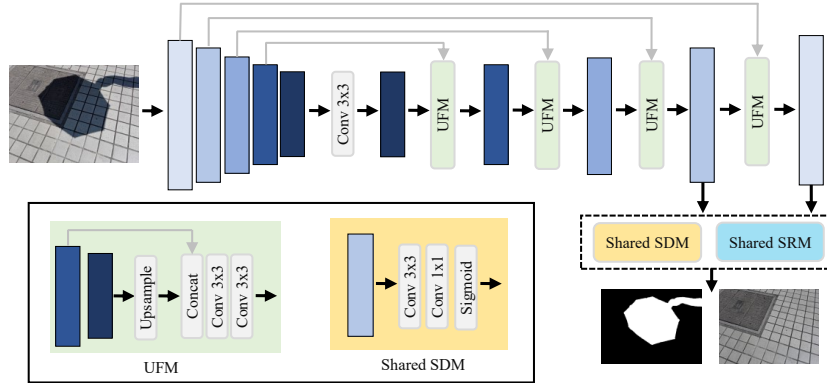 Conv 3x3
UFM
UFM
UFM
UFM
Shared SDM
Shared SRM
Upsample
Concat
Conv 3x3
Conv 3x3
UFM
Conv 3x3
Conv 1x1
Sigmoid
Shared SDM